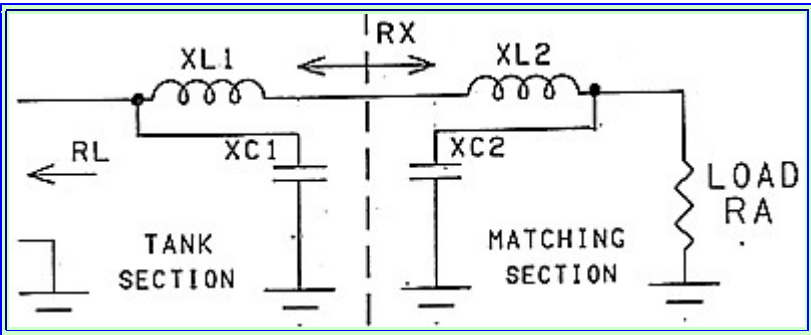 RX
XL1
XL2
RL
XC1
XC2
LOAD
RA
TANK
SECTION
MATCHING
SECTION